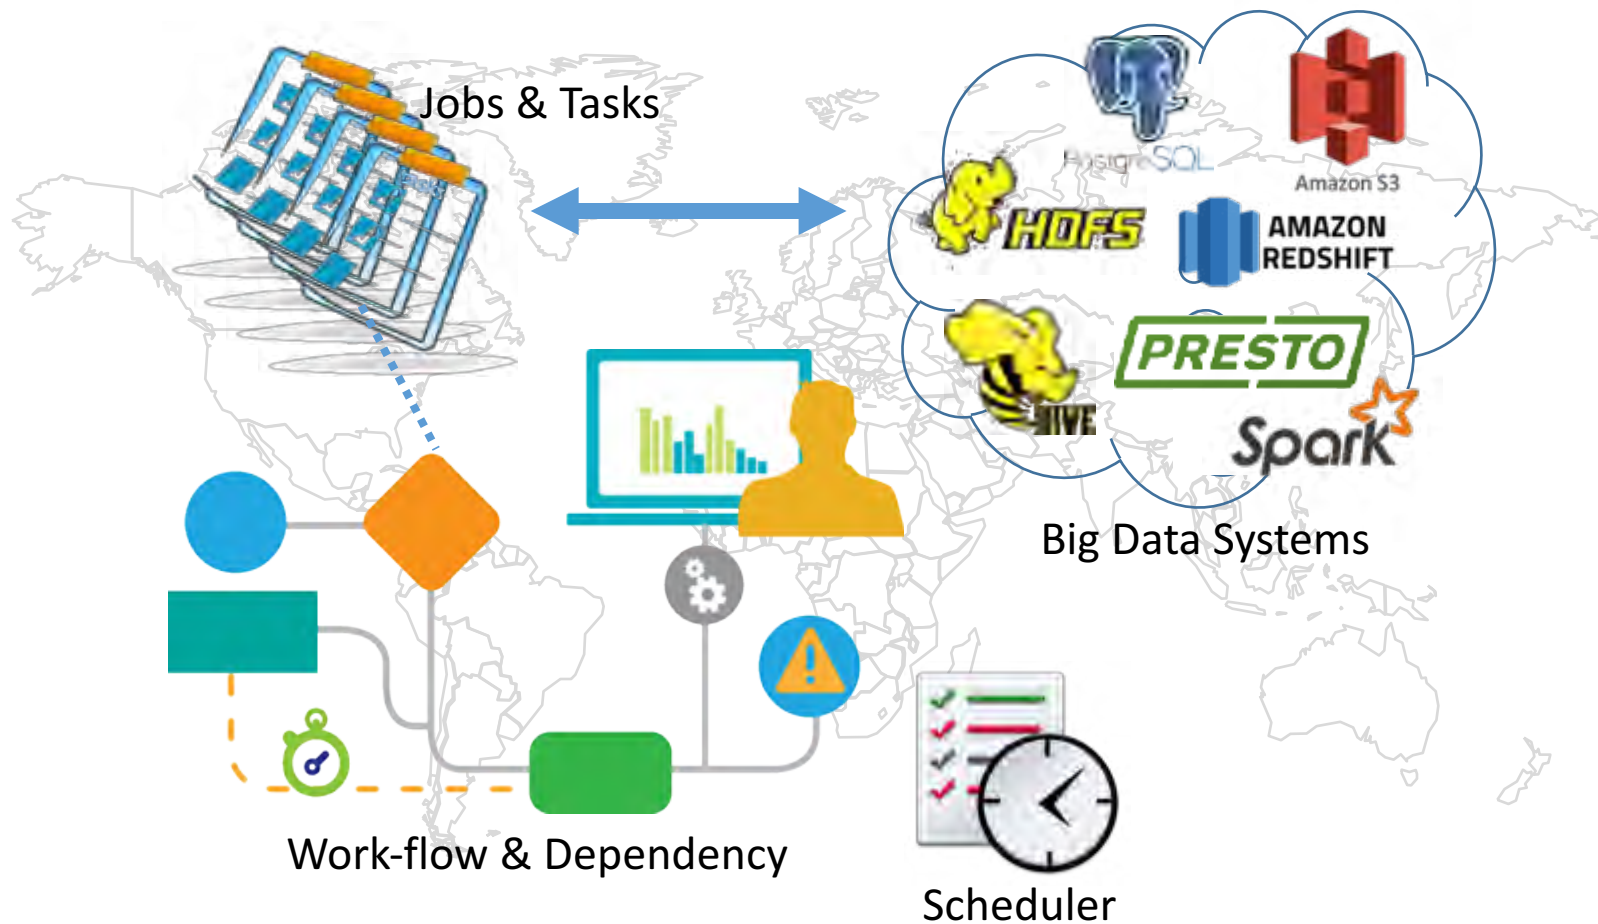 Jobs & Tasks
PostgreSQL
Amazon S3
HDFS
AMAZON
REDSHIFT
PRESTO
HIVE
Spark
Big Data Systems
Work-flow & Dependency
Scheduler